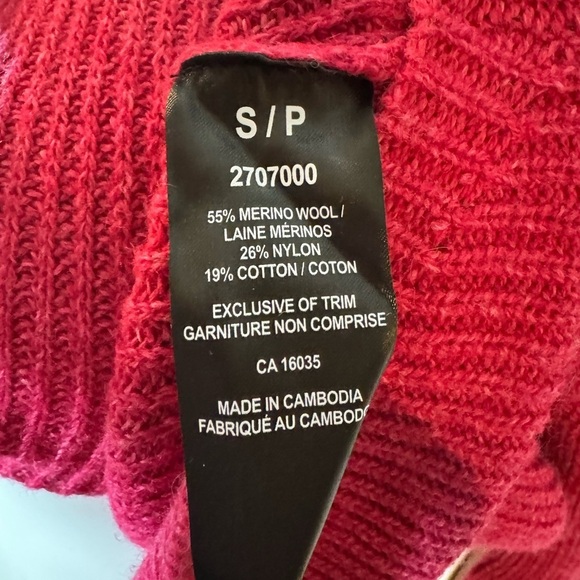 S / P
2707000
55% MERINO WOOL /
LAINE MÉRINOS
26% NYLON
19% COTTON / COTON
EXCLUSIVE OF TRIM
GARNITURE NON COMPRISE
CA 16035
MADE IN CAMBODIA
FABRIQUÉ AU CAMBODG